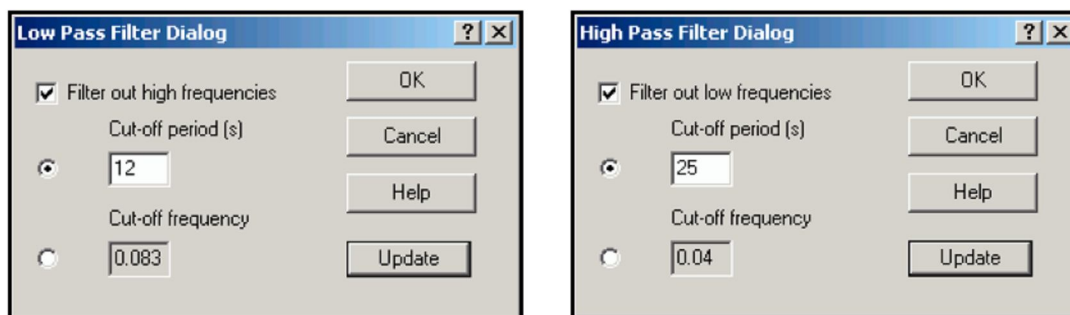 Low Pass Filter Dialog
Filter out high frequencies
OK
Cut-off period (s)
Cancel
12
Help
Cut-off frequency
0.083
Update
High Pass Filter Dialog
Filter out low frequencies
OK
Cut-off period (s)
Cancel
25
Help
Cut-off frequency
0.04
Update